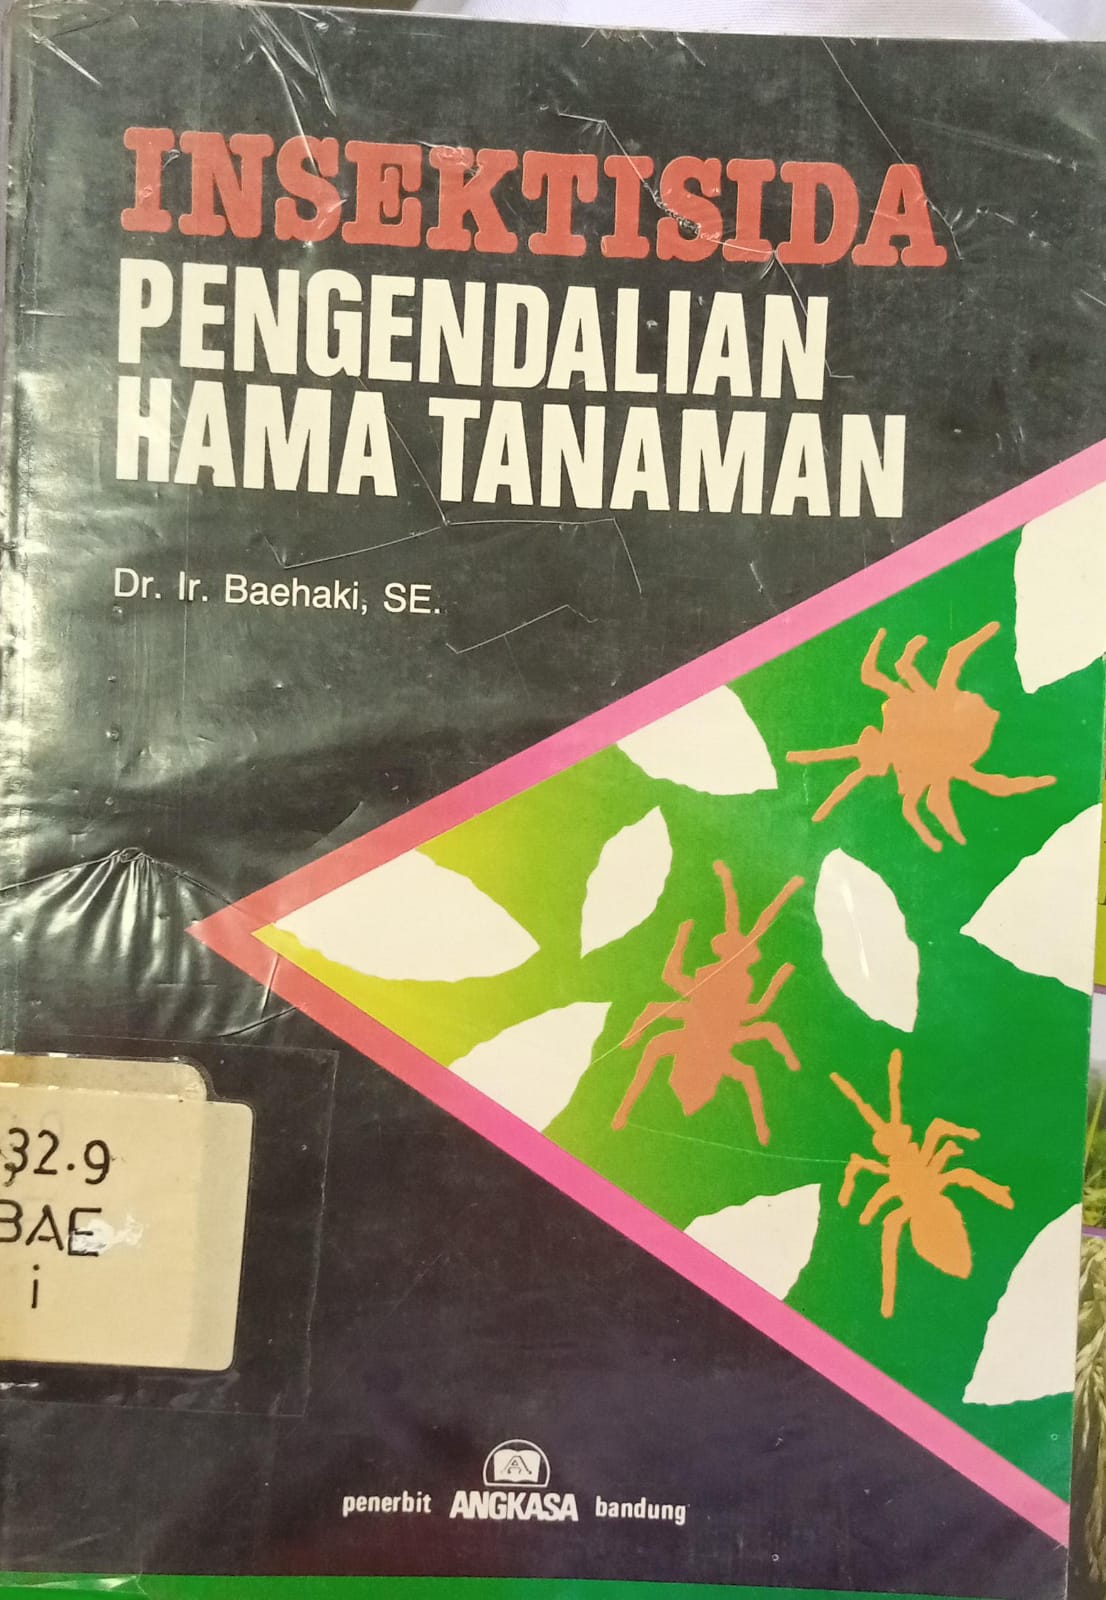 INSEKTISIDA
PENGENDALIAN
HAMA TANAMAN
Dr. Ir. Baehaki, SE.
32.9
BAE
i
A
penerbit ANGKASA bandung